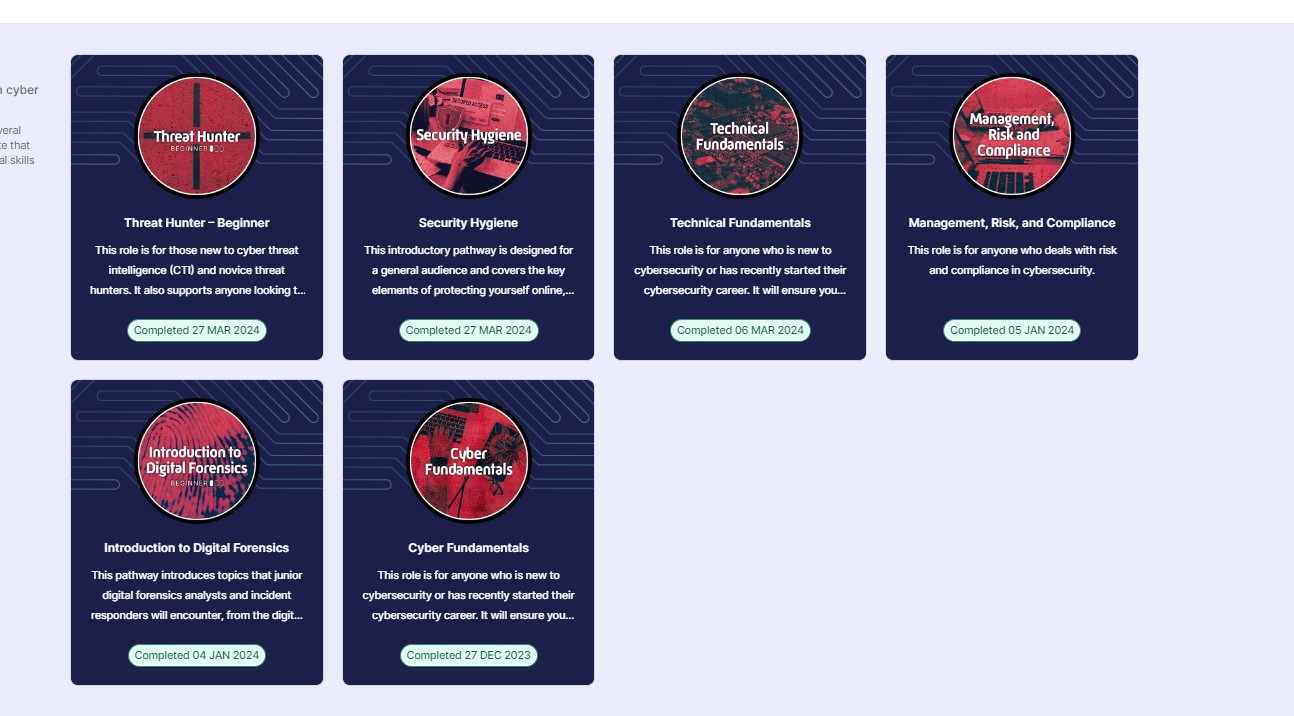 n cyber
veral
te that
al skills
Threat Hunter
BEGINNER
Threat Hunter – Beginner
This role is for those new to cyber threat
intelligence (CTI) and novice threat
hunters. It also supports anyone looking t...
Completed 27 MAR 2024
SECURED ACCESS
Security Hygiene
Security Hygiene
This introductory pathway is designed for
a general audience and covers the key
elements of protecting yourself online,...
Completed 27 MAR 2024
Technical
Fundamentals
Technical Fundamentals
This role is for anyone who is new to
cybersecurity or has recently started their
cybersecurity career. It will ensure you...
Completed 06 MAR 2024
Management,
Risk and
Compliance
Management, Risk, and Compliance
This role is for anyone who deals with risk
and compliance in cybersecurity.
Completed 05 JAN 2024
Introduction to
Digital Forensics
BEGINNER
Introduction to Digital Forensics
This pathway introduces topics that junior
digital forensics analysts and incident
responders will encounter, from the digit...
Completed 04 JAN 2024
Cyber
Fundamentals
Cyber Fundamentals
This role is for anyone who is new to
cybersecurity or has recently started their
cybersecurity career. It will ensure you...
Completed 27 DEC 2023